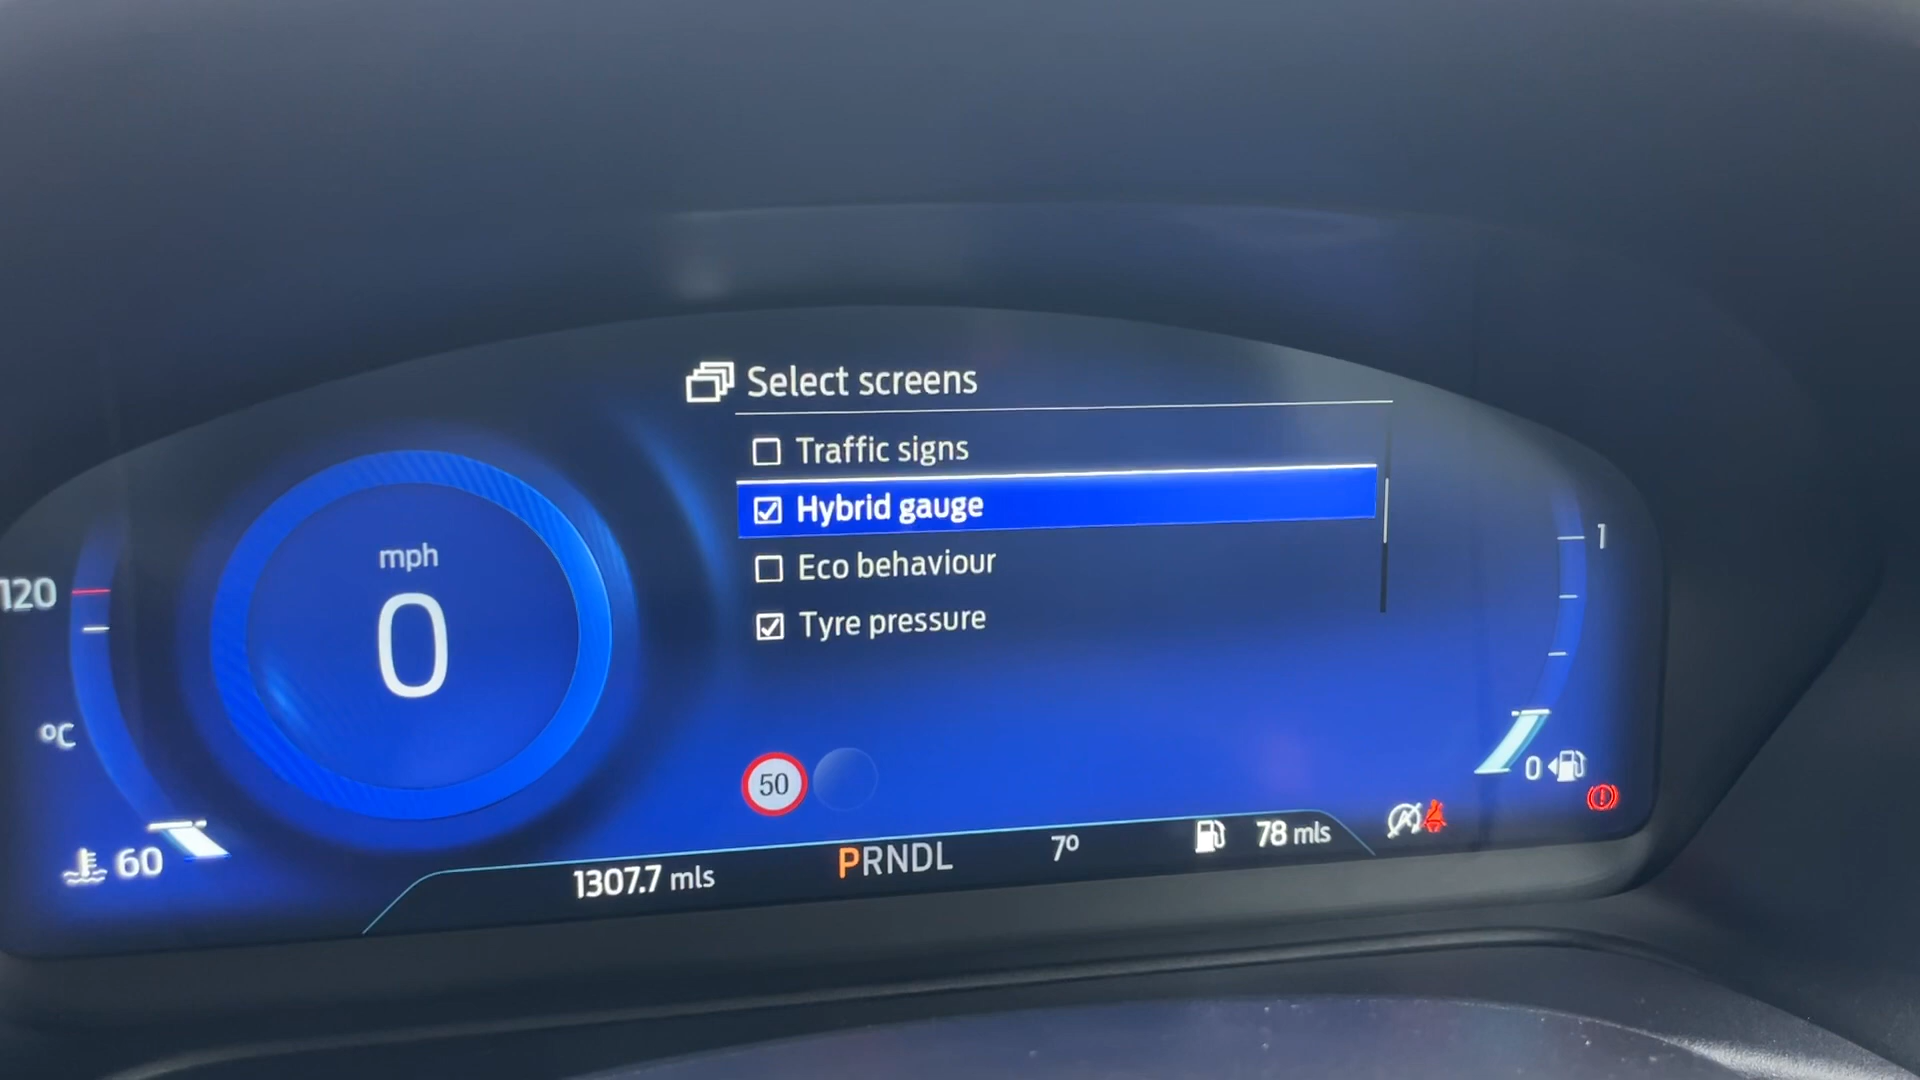 Select screens
Traffic signs
Hybrid gauge
Eco behaviour
Tyre pressure
mph
0
120
ºC
60
1
0
50
1307.7 mls
PRNDL
7º
78 mls